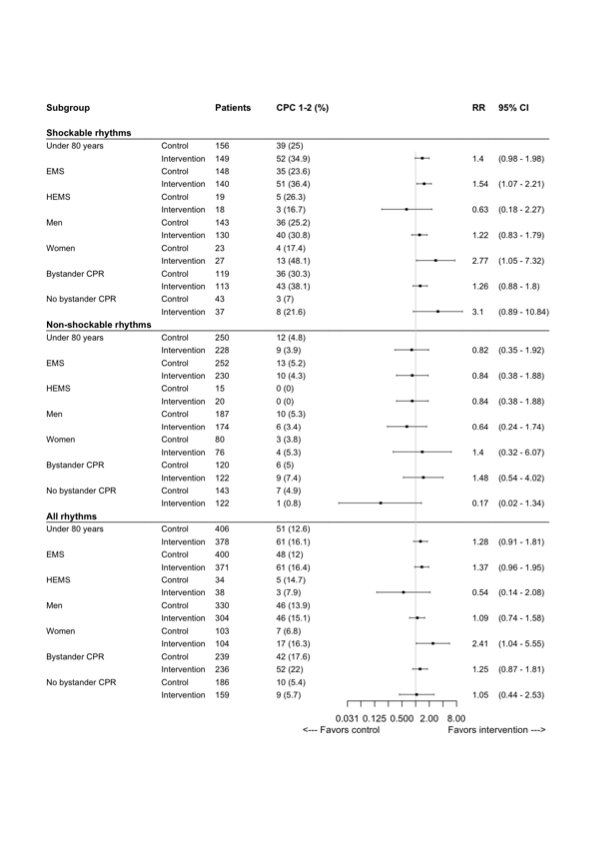 Subgroup Patients CPC 1-2 (%) RR 95% CI
Shockable rhythms
Under 80 years Control 156 39 (25)
Intervention 149 52 (34.9) 1.4 (0.98 - 1.98)
EMS Control 148 35 (23.6)
Intervention 140 51 (36.4) 1.54 (1.07 - 2.21)
HEMS Control 19 5 (26.3)
Intervention 18 3 (16.7) 0.63 (0.18 - 2.27)
Men Control 143 36 (25.2)
Intervention 130 40 (30.8) 1.22 (0.83 - 1.79)
Women Control 23 4 (17.4)
Intervention 27 13 (48.1) 2.77 (1.05 - 7.32)
Bystander CPR Control 119 36 (30.3)
Intervention 113 43 (38.1) 1.26 (0.88 - 1.8)
No bystander CPR Control 43 3 (7)
Intervention 37 8 (21.6) 3.1 (0.89 - 10.84)
Non-shockable rhythms
Under 80 years Control 250 12 (4.8)
Intervention 228 9 (3.9) 0.82 (0.35 - 1.92)
EMS Control 252 13 (5.2)
Intervention 230 10 (4.3) 0.84 (0.38 - 1.88)
HEMS Control 15 0 (0)
Intervention 20 0 (0) 0.84 (0.38 - 1.88)
Men Control 187 10 (5.3)
Intervention 174 6 (3.4) 0.64 (0.24 - 1.74)
Women Control 80 3 (3.8)
Intervention 76 4 (5.3) 1.4 (0.32 - 6.07)
Bystander CPR Control 120 6 (5)
Intervention 122 9 (7.4) 1.48 (0.54 - 4.02)
No bystander CPR Control 143 7 (4.9)
Intervention 122 1 (0.8) 0.17 (0.02 - 1.34)
All rhythms
Under 80 years Control 406 51 (12.6)
Intervention 378 61 (16.1) 1.28 (0.91 - 1.81)
EMS Control 400 48 (12)
Intervention 371 61 (16.4) 1.37 (0.96 - 1.95)
HEMS Control 34 5 (14.7)
Intervention 38 3 (7.9) 0.54 (0.14 - 2.08)
Men Control 330 46 (13.9)
Intervention 304 46 (15.1) 1.09 (0.74 - 1.58)
Women Control 103 7 (6.8)
Intervention 104 17 (16.3) 2.41 (1.04 - 5.55)
Bystander CPR Control 239 42 (17.6)
Intervention 236 52 (22) 1.25 (0.87 - 1.81)
No bystander CPR Control 186 10 (5.4)
Intervention 159 9 (5.7) 1.05 (0.44 - 2.53)
0.031 0.125 0.500 2.00 8.00
<--- Favors control Favors intervention --->